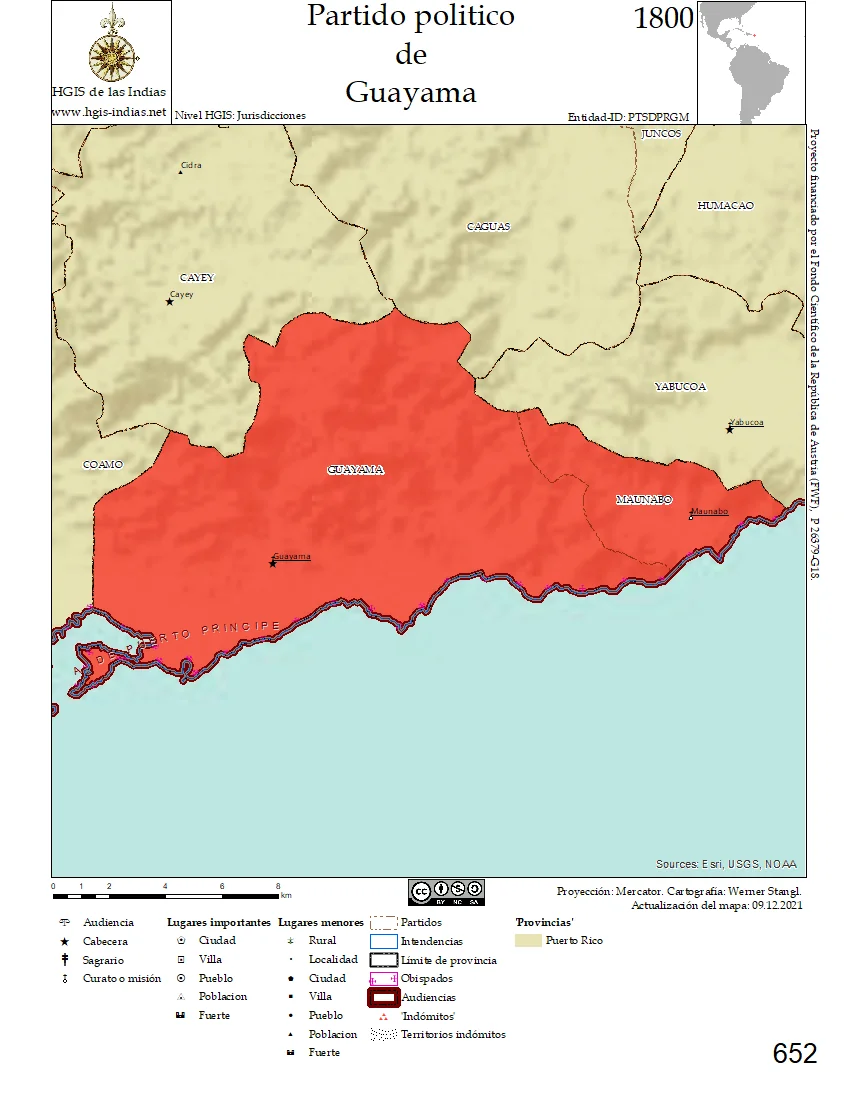 Partido politico
de
Guayama
1800
HGIS de las Indias
www.hgis-indias.net
Nivel HGIS: Jurisdicciones
Entidad-ID: PTSDPRGM
JUNCOS
Cidra
HUMACAO
CAGUAS
CAYEY
Cayey
YABUCOA
Yabucoa
COAMO
GUAYAMA
MAUNABO
Maunabo
Guayama
A. DE PUERTO PRINCIPE
Proyecto financiado por el Fondo Científico de la República de Austria (FWF), P 26379-G18.
Sources: Esri, USGS, NOAA
0 1 2 4 6 8
km
CC BY NC SA
Proyección: Mercator. Cartografía: Werner Stangl.
Actualización del mapa: 09.12.2021
Audiencia
Cabecera
Sagrario
Curato o misión
Lugares importantes
Ciudad
Villa
Pueblo
Poblacion
Fuerte
Lugares menores
Rural
Localidad
Ciudad
Villa
Pueblo
Poblacion
Fuerte
Partidos
Intendencias
Límite de provincia
Obispados
Audiencias
'Indómitos'
Territorios indómitos
'Provincias'
Puerto Rico
652